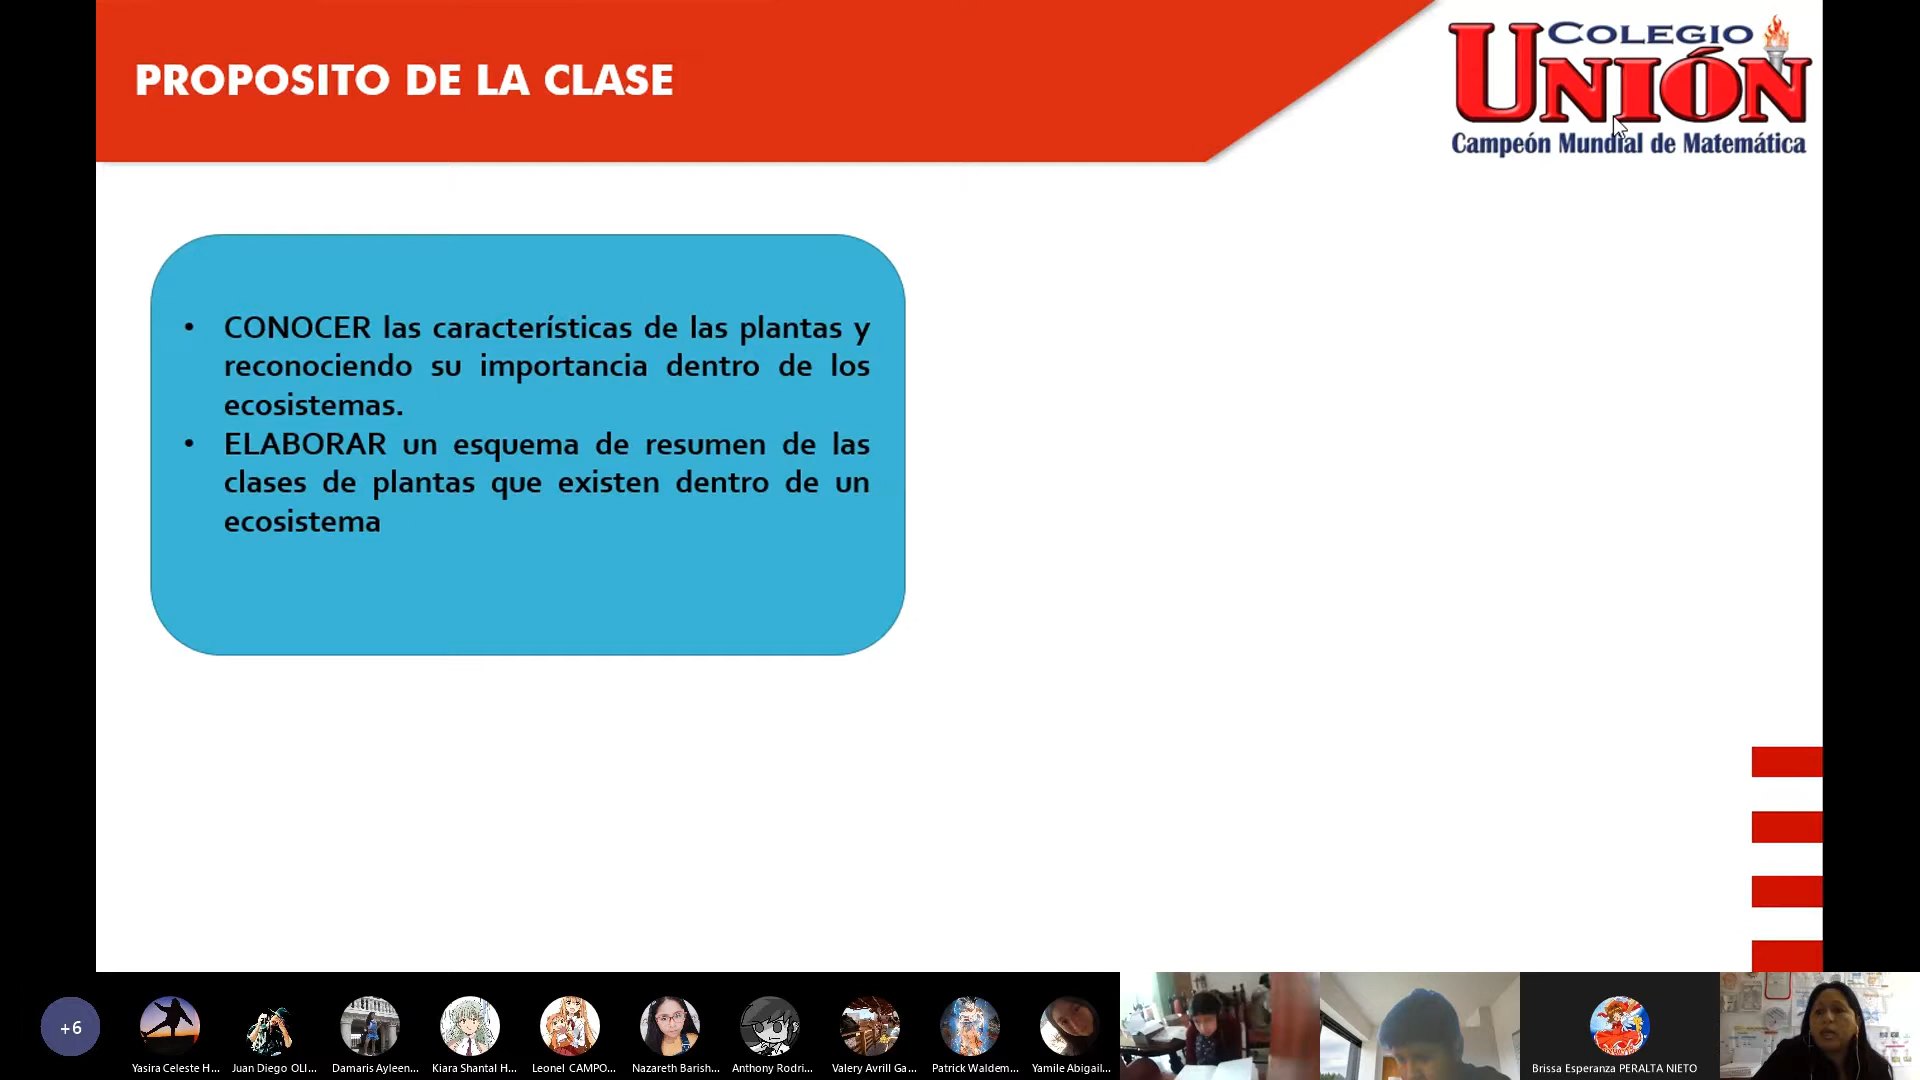 PROPOSITO DE LA CLASE
COLEGIO
UNIÓN
Campeón Mundial de Matemática
• CONOCER las características de las plantas y
reconociendo su importancia dentro de los
ecosistemas.
• ELABORAR un esquema de resumen de las
clases de plantas que existen dentro de un
ecosistema
+6
Yasira Celeste H...
Juan Diego OLI...
Damaris Ayleen...
Kiara Shantal H...
Leonel CAMPO...
Nazareth Barish...
Anthony Rodri...
Valery Avrill Ga...
Patrick Waldem...
Yamile Abigail...
Brissa Esperanza PERALTA NIETO